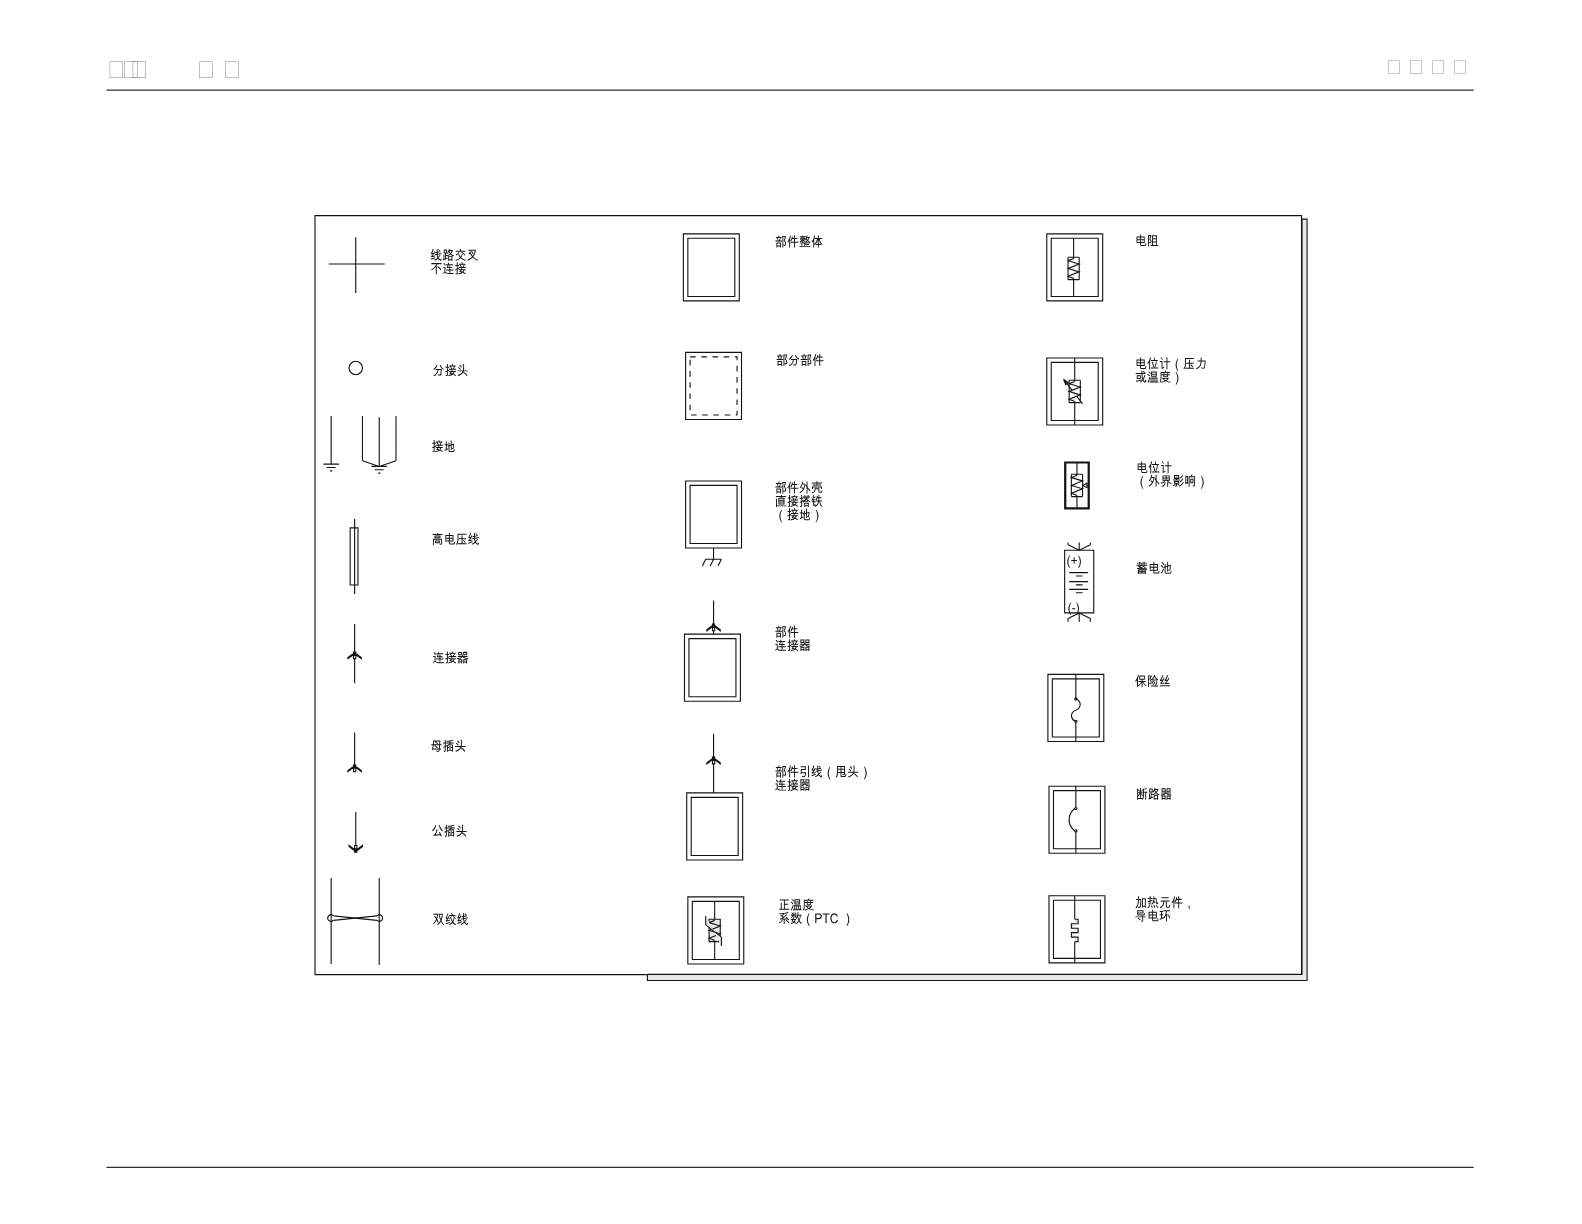 线路交叉
不连接
分接头
接地
高电压线
连接器
母插头
公插头
双绞线
部件整体
部分部件
部件外壳
直接搭铁
(接地)
部件
连接器
部件引线(甩头)
连接器
正温度
系数(PTC )
电阻
电位计(压力
或温度)
电位计
(外界影响)
(+)
(-)
蓄电池
保险丝
断路器
加热元件,
导电环